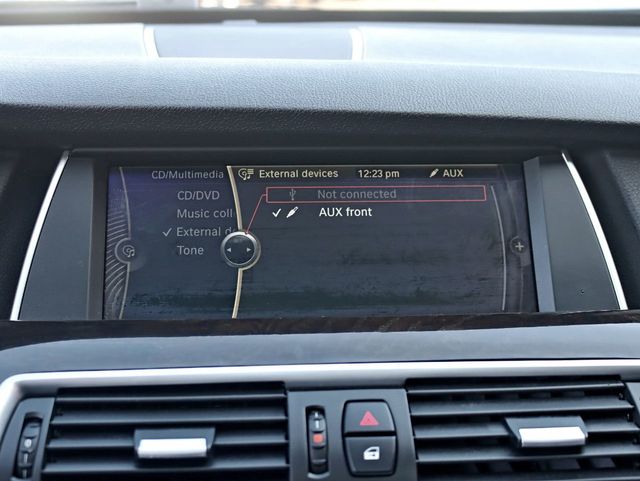 CD/Multimedia External devices 12:23 pm AUX
CD/DVD Not connected
Music coll AUX front
External d
Tone